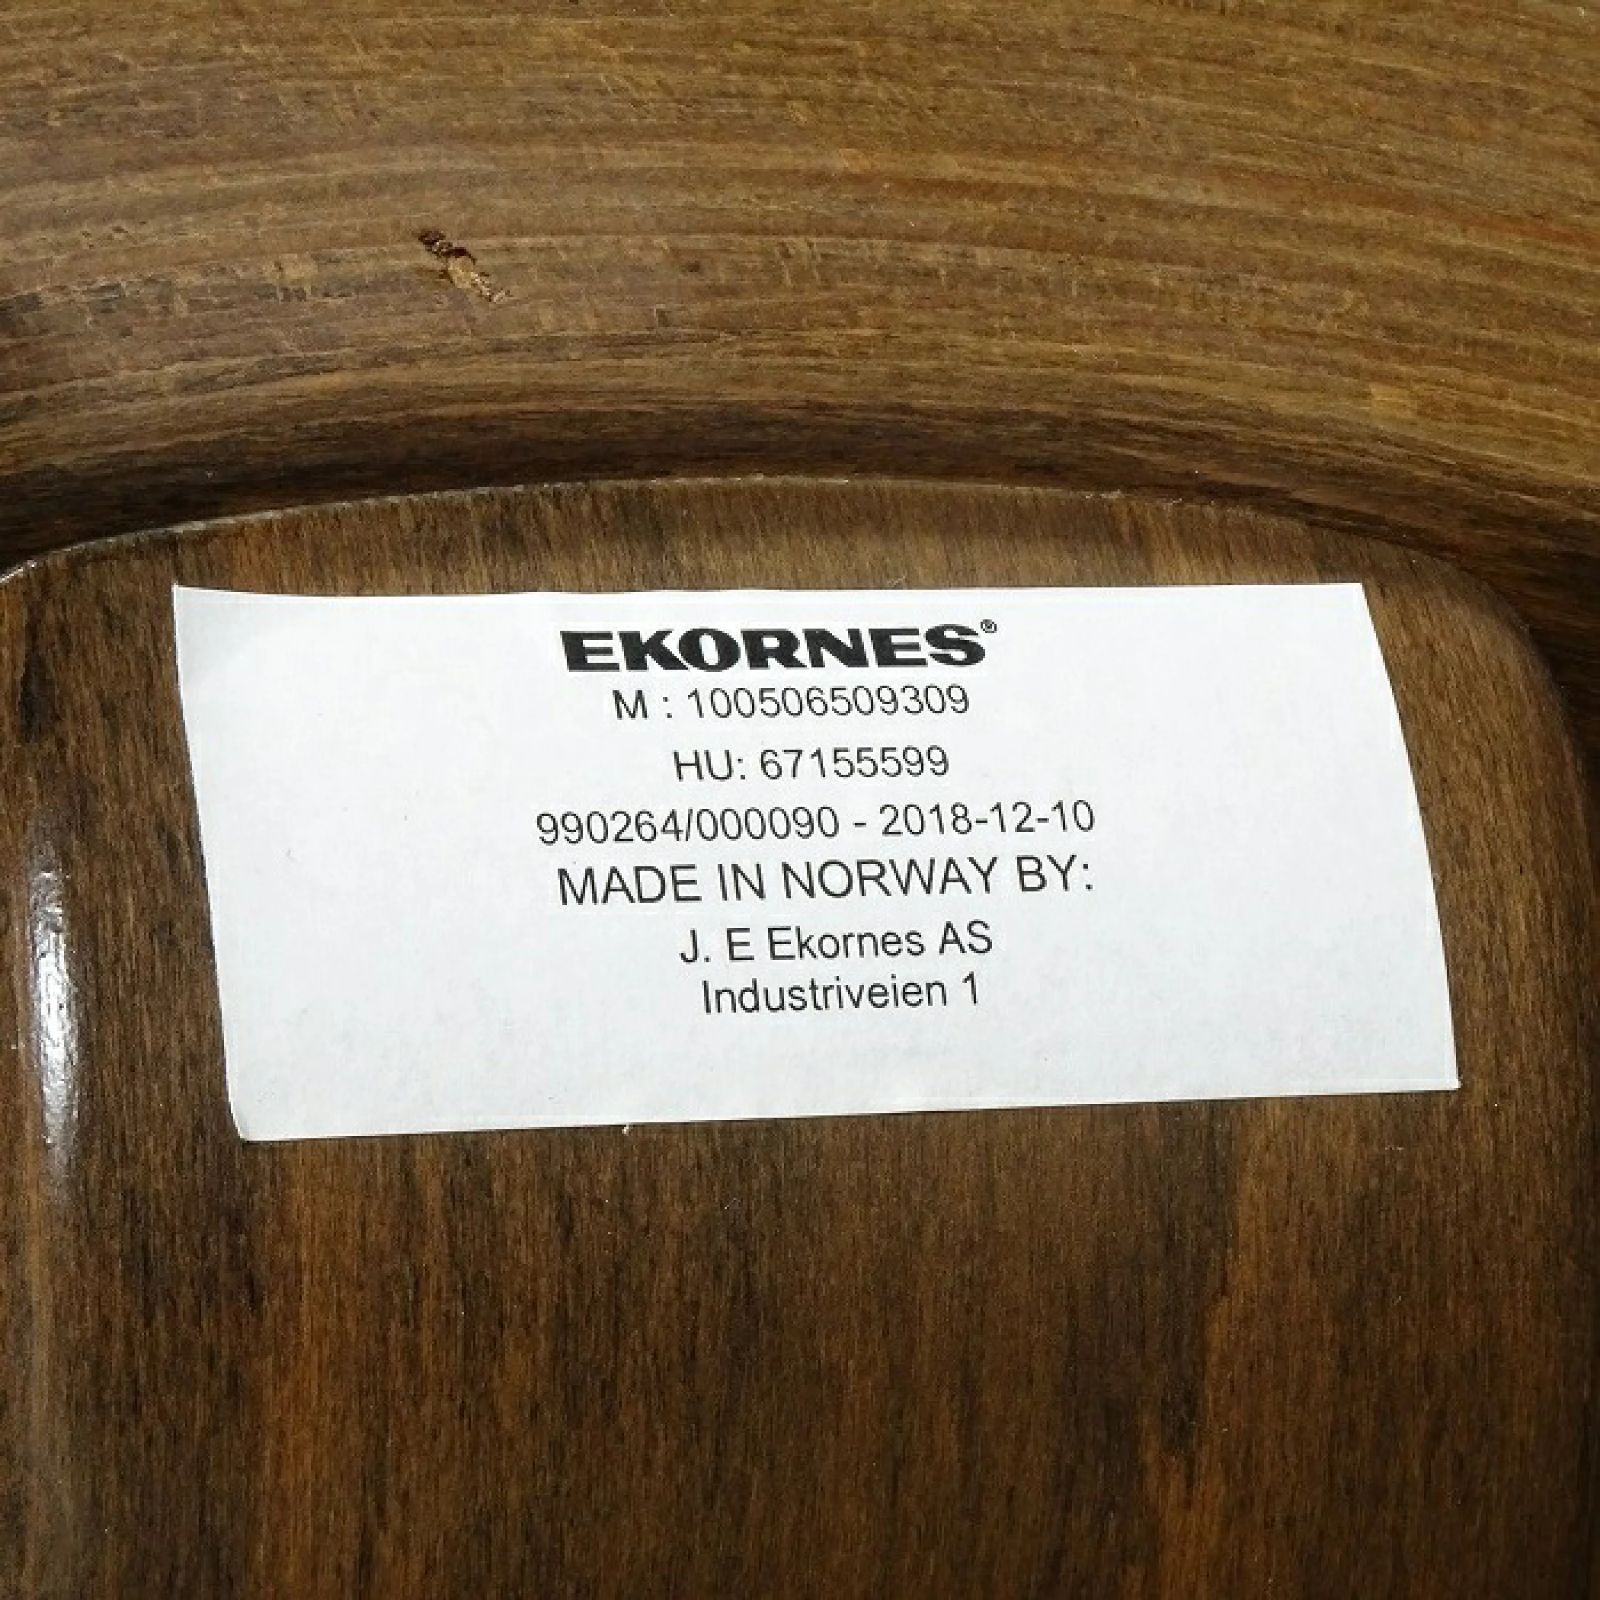 EKORNES®
M : 100506509309
HU: 67155599
990264/000090 - 2018-12-10
MADE IN NORWAY BY:
J. E Ekornes AS
Industriveien 1